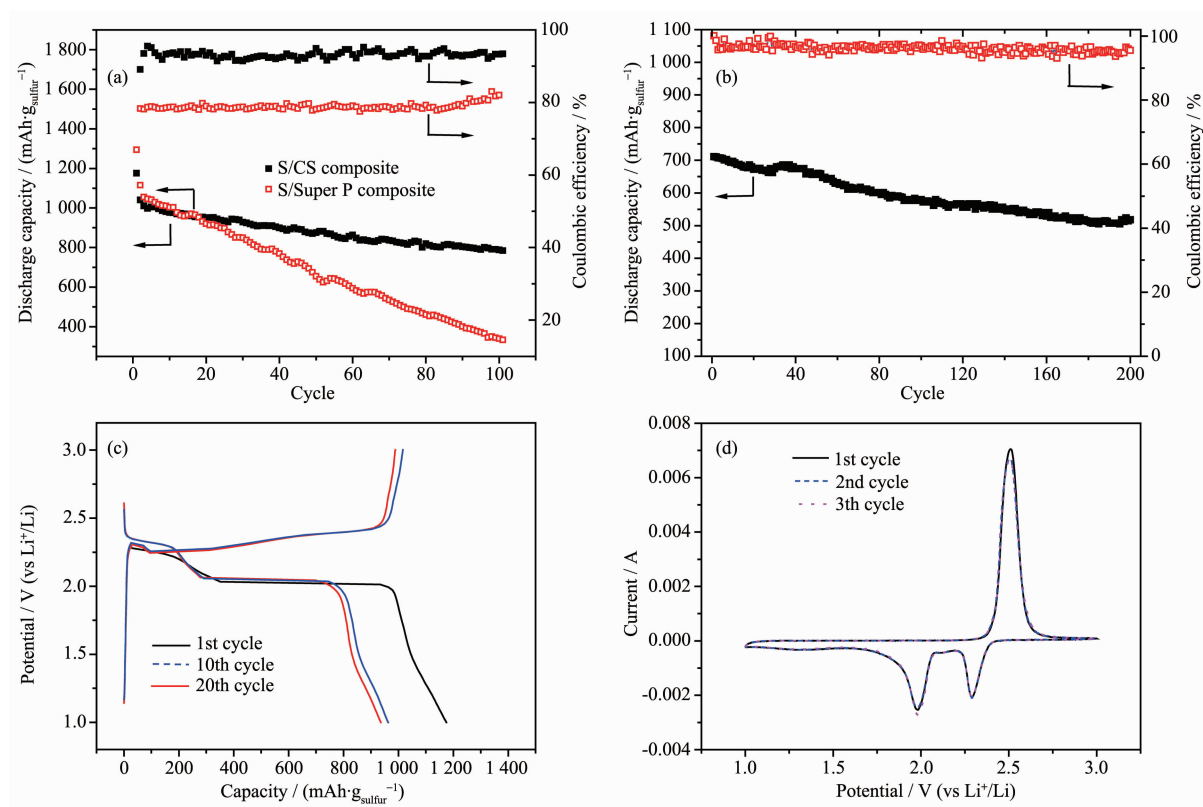 (a)
1 800
1 600
1 400
1 200
1 000
800
600
400
Discharge capacity / (mAh·g_sulfur⁻¹)
100
80
60
40
20
Coulombic efficiency / %
S/CS composite
S/Super P composite
0 20 40 60 80 100
Cycle
(b)
1 100
1 000
900
800
700
600
500
400
300
200
100
Discharge capacity / (mAh·g_sulfur⁻¹)
100
80
60
40
20
0
Coulombic efficiency / %
0 40 80 120 160 200
Cycle
(c)
3.0
2.5
2.0
1.5
1.0
Potential / V (vs Li⁺/Li)
1st cycle
10th cycle
20th cycle
0 200 400 600 800 1 000 1 200 1 400
Capacity / (mAh·g_sulfur⁻¹)
(d)
0.008
0.006
0.004
0.002
0.000
-0.002
-0.004
Current / A
1st cycle
2nd cycle
3th cycle
1.0 1.5 2.0 2.5 3.0
Potential / V (vs Li⁺/Li)